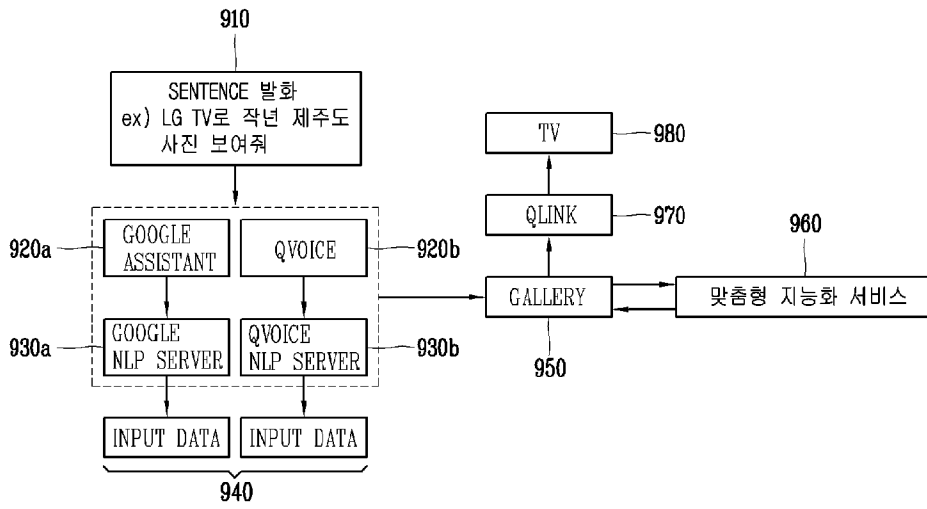 910
SENTENCE 발화
ex) LG TV로 작년 제주도
사진 보여줘
TV
980
QLINK
970
960
920a
GOOGLE
ASSISTANT
QVOICE
920b
GALLERY
맞춤형 지능화 서비스
950
930a
GOOGLE
NLP SERVER
QVOICE
NLP SERVER
930b
INPUT DATA
INPUT DATA
940